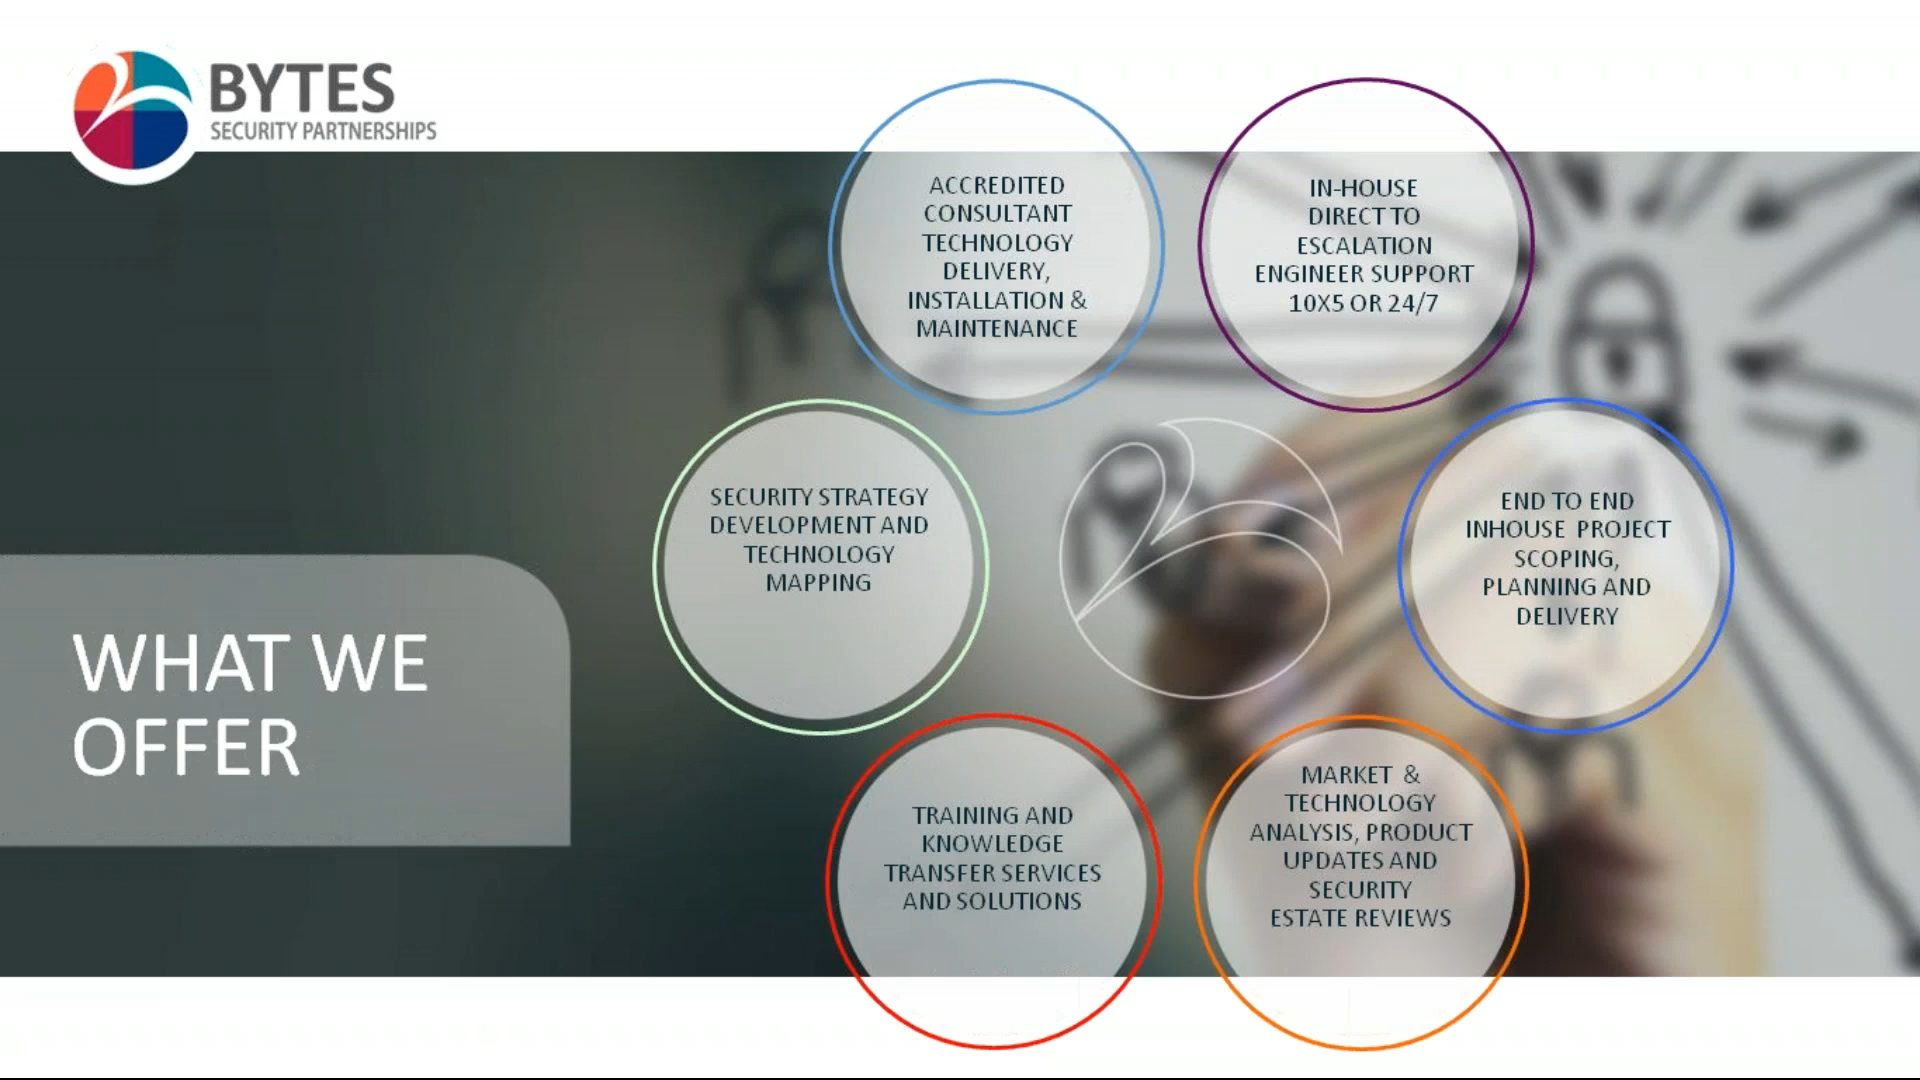 BYTES
SECURITY PARTNERSHIPS
ACCREDITED
CONSULTANT
TECHNOLOGY
DELIVERY,
INSTALLATION &
MAINTENANCE
IN-HOUSE
DIRECT TO
ESCALATION
ENGINEER SUPPORT
10X5 OR 24/7
SECURITY STRATEGY
DEVELOPMENT AND
TECHNOLOGY
MAPPING
END TO END
INHOUSE PROJECT
SCOPING,
PLANNING AND
DELIVERY
WHAT WE
OFFER
TRAINING AND
KNOWLEDGE
TRANSFER SERVICES
AND SOLUTIONS
MARKET &
TECHNOLOGY
ANALYSIS, PRODUCT
UPDATES AND
SECURITY
ESTATE REVIEWS